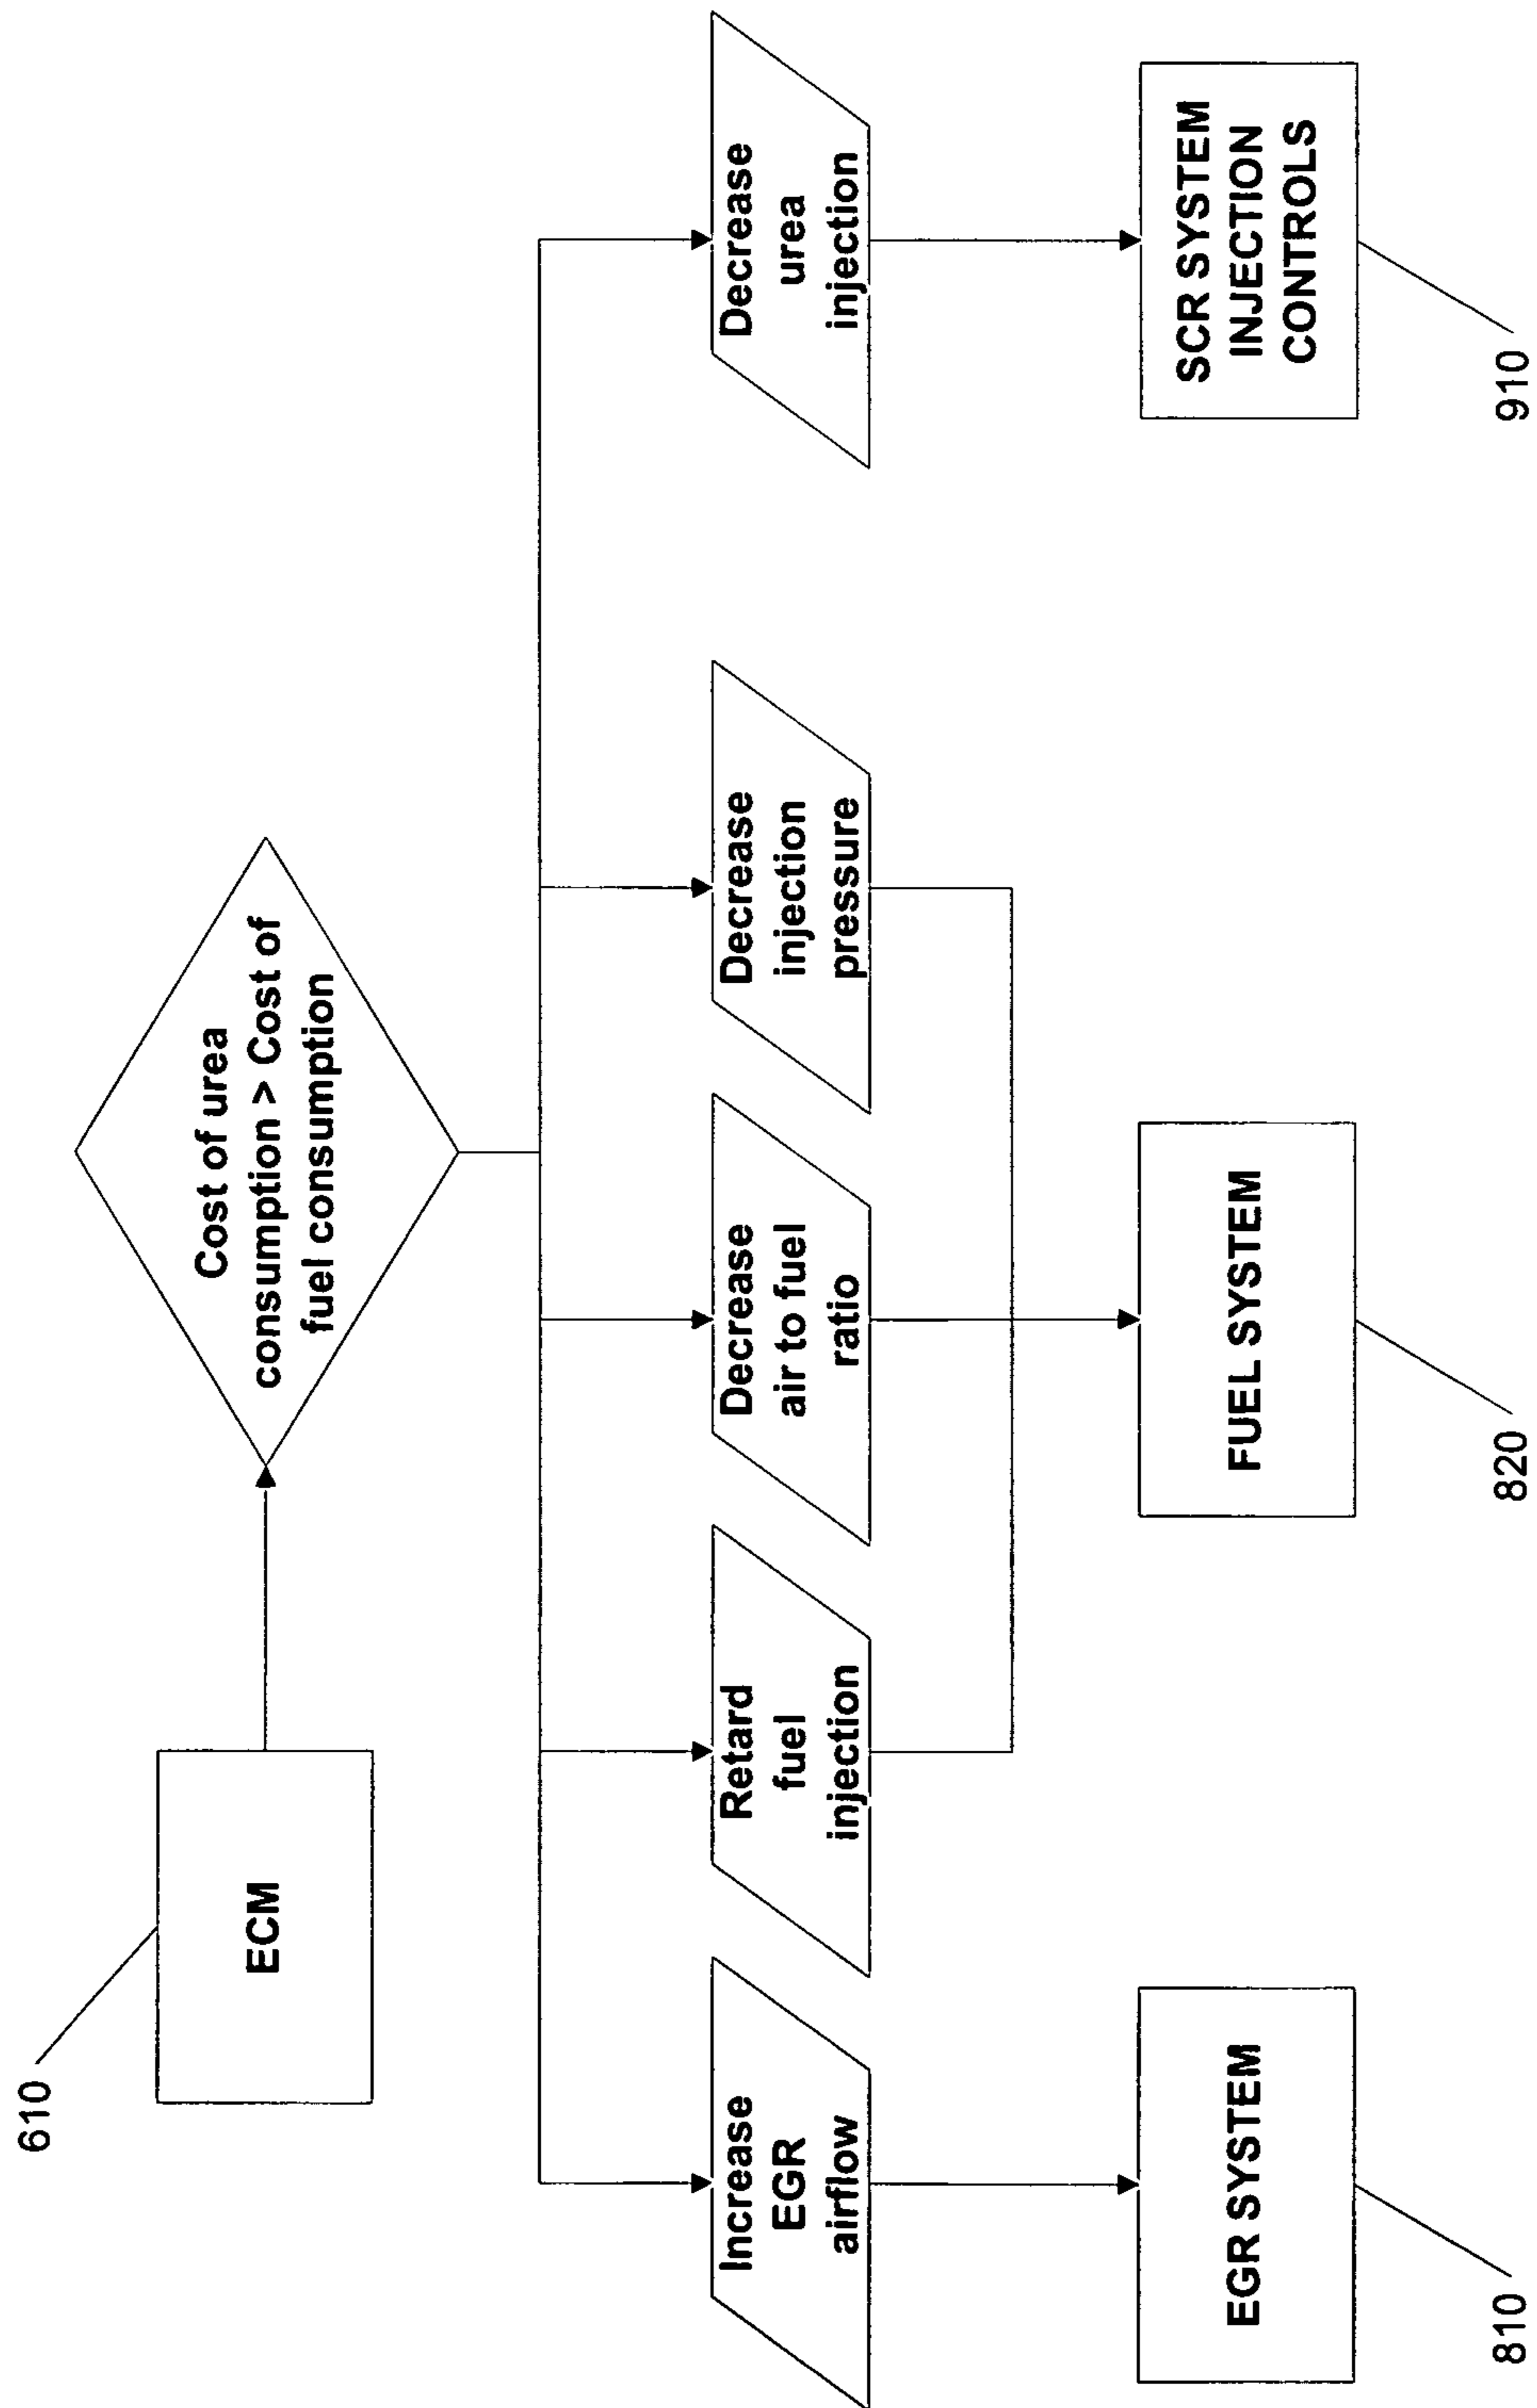 610
ECM
Cost of urea
consumption > Cost of
fuel consumption
Increase
EGR
airflow
Retard
fuel
injection
Decrease
air to fuel
ratio
Decrease
injection
pressure
Decrease
urea
injection
EGR SYSTEM
FUEL SYSTEM
SCR SYSTEM
INJECTION
CONTROLS
810
820
910